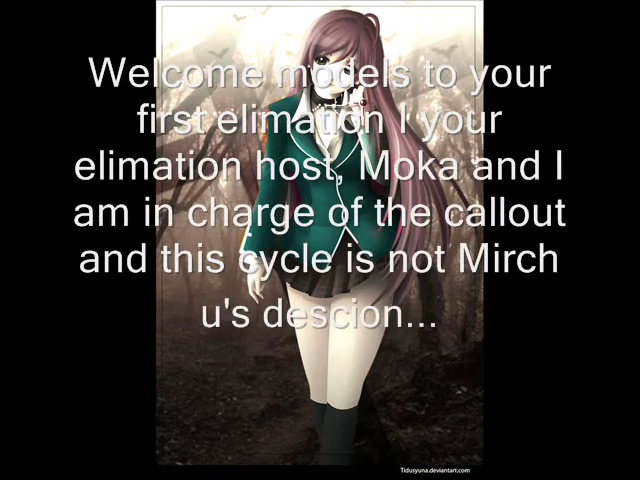 Welcome models to your
first elimation I your
elimation host, Moka and I
am in charge of the callout
and this cycle is not Mirch
u's descion...
Tidusyuna.deviantart.com